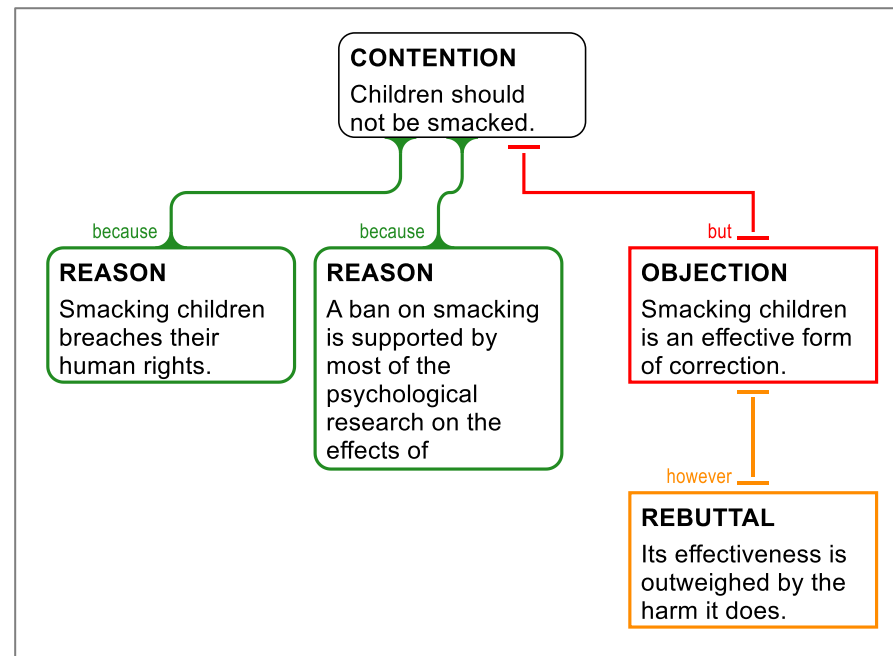 CONTENTION
Children should
not be smacked.
because
REASON
Smacking children
breaches their
human rights.
because
REASON
A ban on smacking
is supported by
most of the
psychological
research on the
effects of
but
OBJECTION
Smacking children
is an effective form
of correction.
however
REBUTTAL
Its effectiveness is
outweighed by the
harm it does.